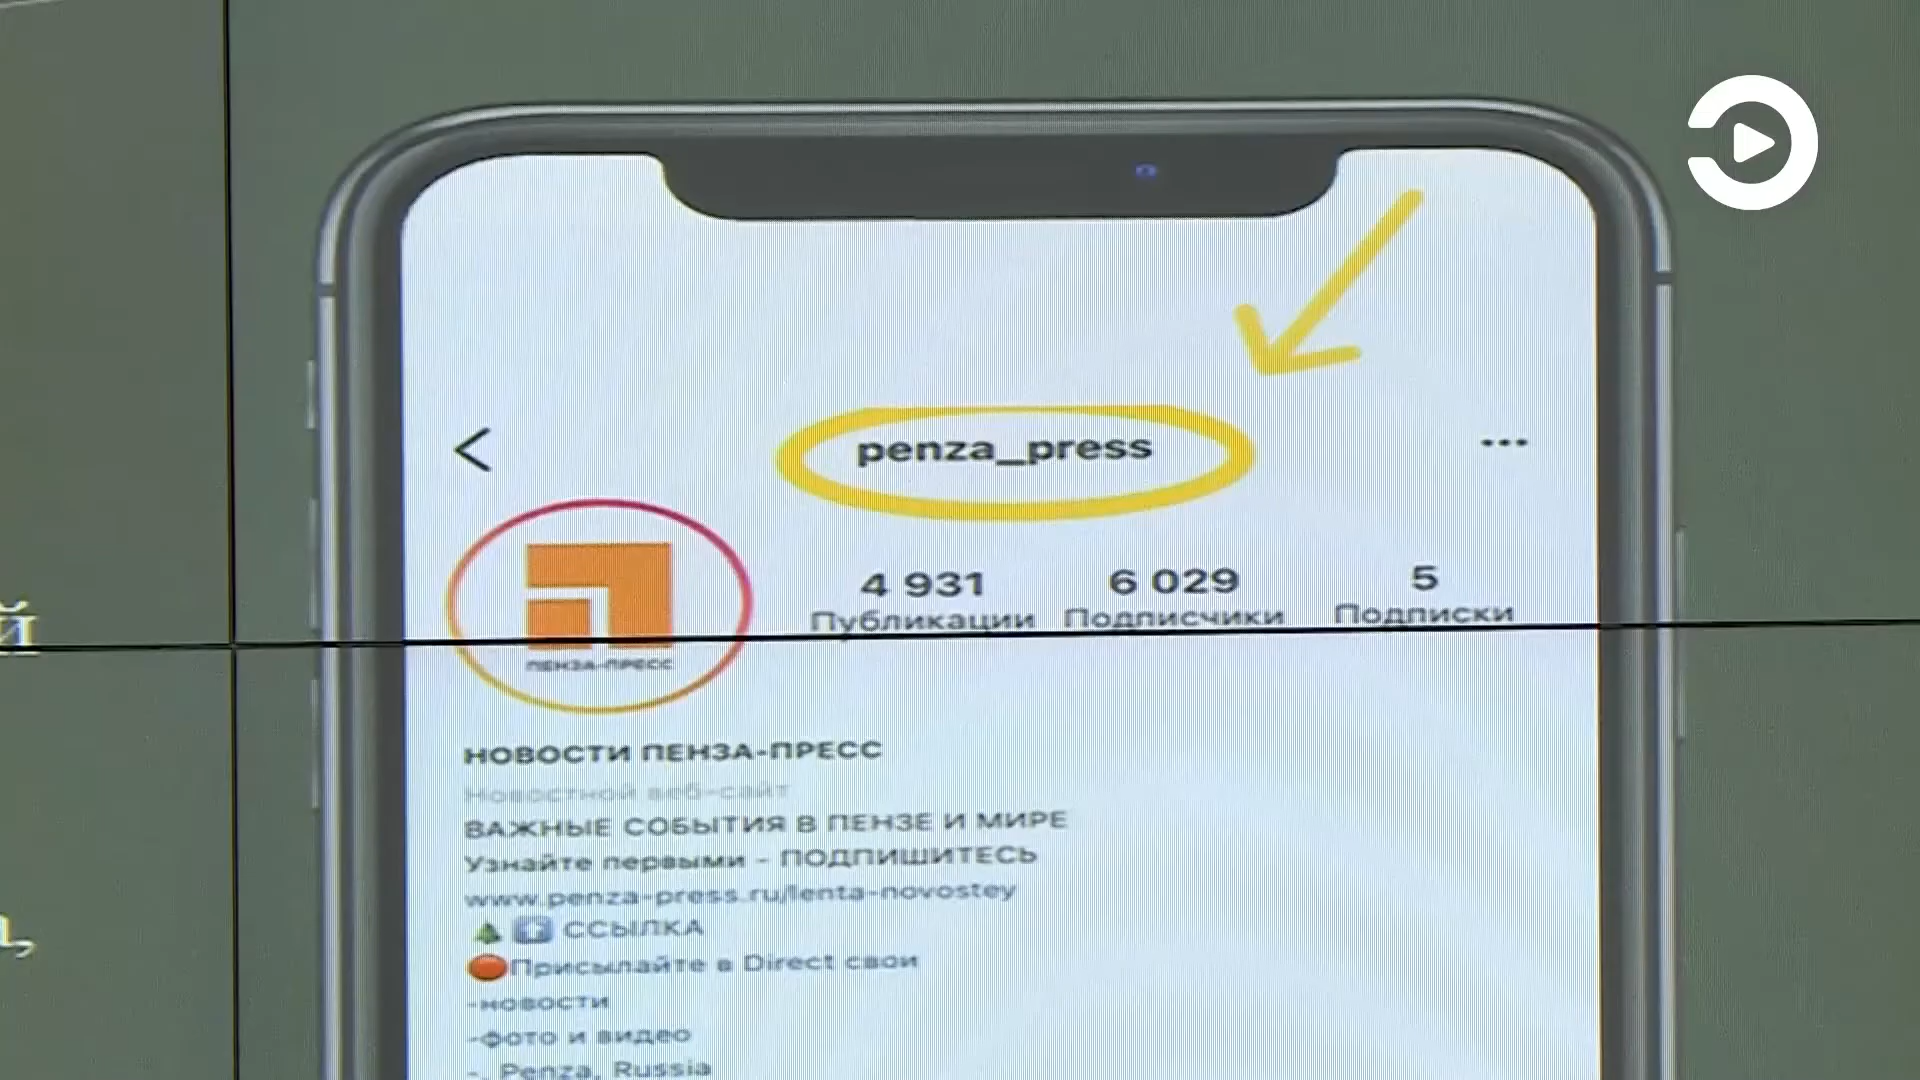 penza_press
4 931 6 029 5
Публикации Подписчики Подписки
ПЕНЗА-ПРЕСС
НОВОСТИ ПЕНЗА-ПРЕСС
Новостной веб-сайт
ВАЖНЫЕ СОБЫТИЯ В ПЕНЗЕ И МИРЕ
Узнайте первыми - ПОДПИШИТЕСЬ
www.penza-press.ru/lenta-novostey
ССЫЛКА
Присылайте в Direct свои
-новости
-фото и видео
-. Penza, Russia